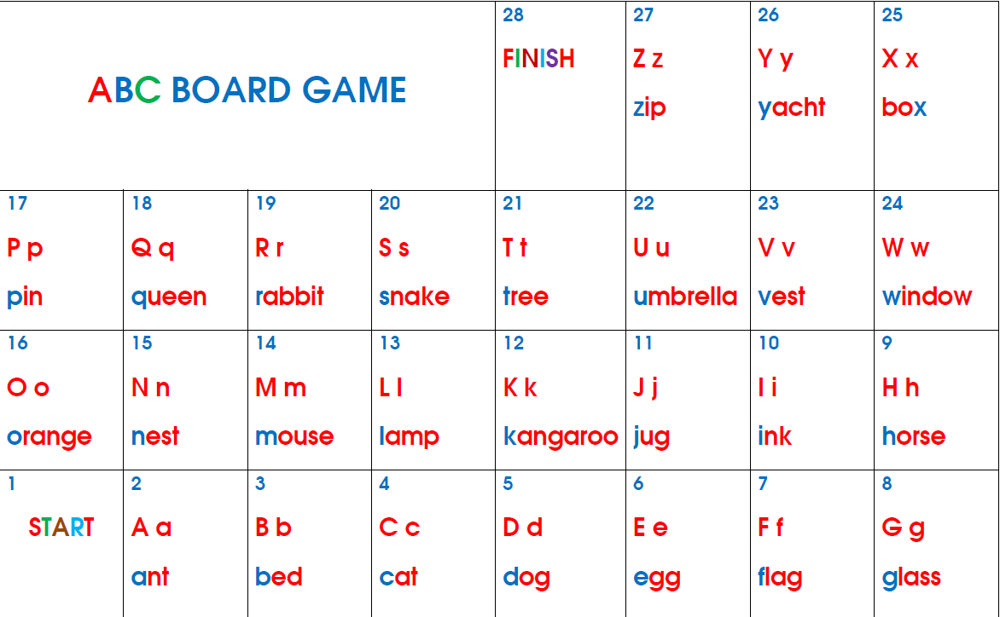 ABC BOARD GAME
28
FINISH
27
Z z
zip
26
Y y
yacht
25
X x
box
17
P p
pin
18
Q q
queen
19
R r
rabbit
20
S s
snake
21
T t
tree
22
U u
umbrella
23
V v
vest
24
W w
window
16
O o
orange
15
N n
nest
14
M m
mouse
13
L l
lamp
12
K k
kangaroo
11
J j
jug
10
I i
ink
9
H h
horse
1
START
2
A a
ant
3
B b
bed
4
C c
cat
5
D d
dog
6
E e
egg
7
F f
flag
8
G g
glass